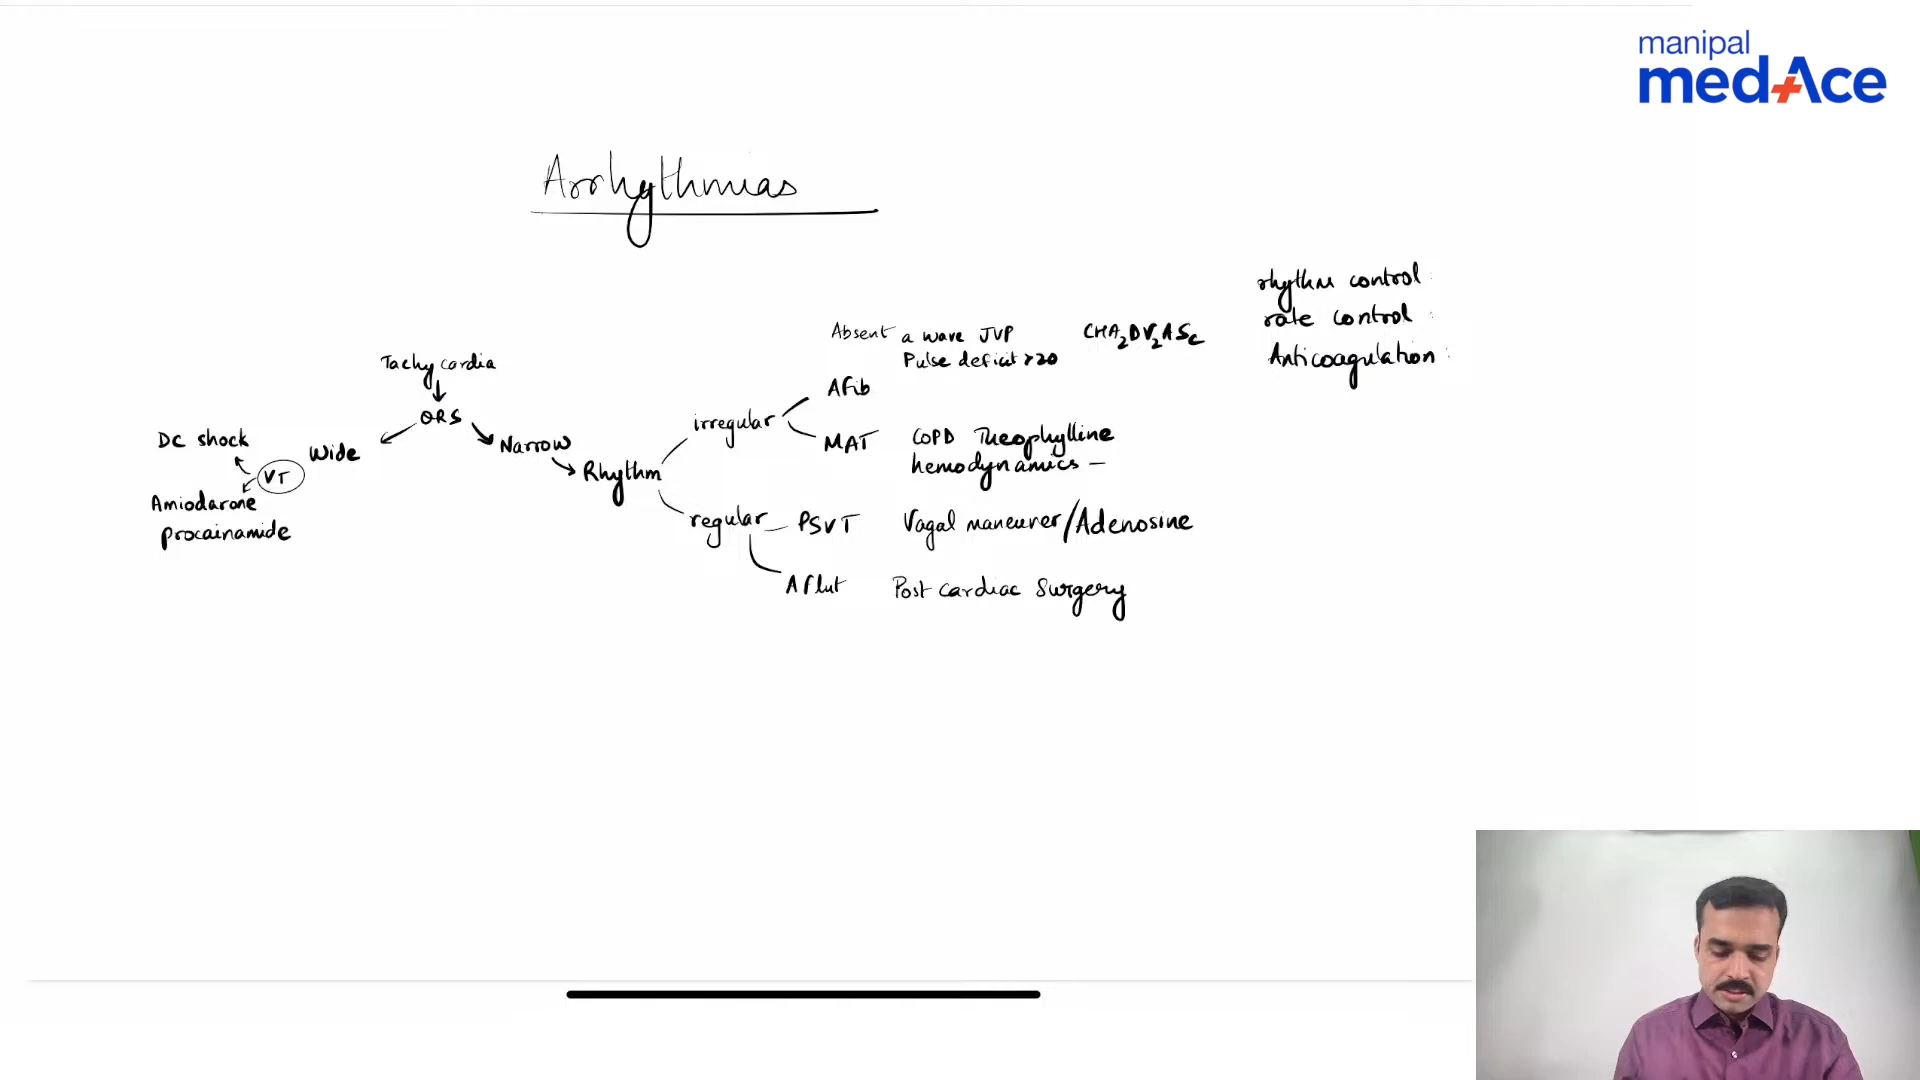 manipal
medAce
Arrhythmias
rhythm control :
rate control :
Anticoagulation :
Absent a wave JVP
Pulse deficit >20
CHA2DV2ASc
Tachycardia
QRS
AFib
DC shock
Wide
VT
Narrow
irregular
MAT
COPD Theophylline
hemodynamics –
Rhythm
Amiodarone
procainamide
regular
PSVT
Vagal maneuver/Adenosine
AFlut
Post cardiac surgery